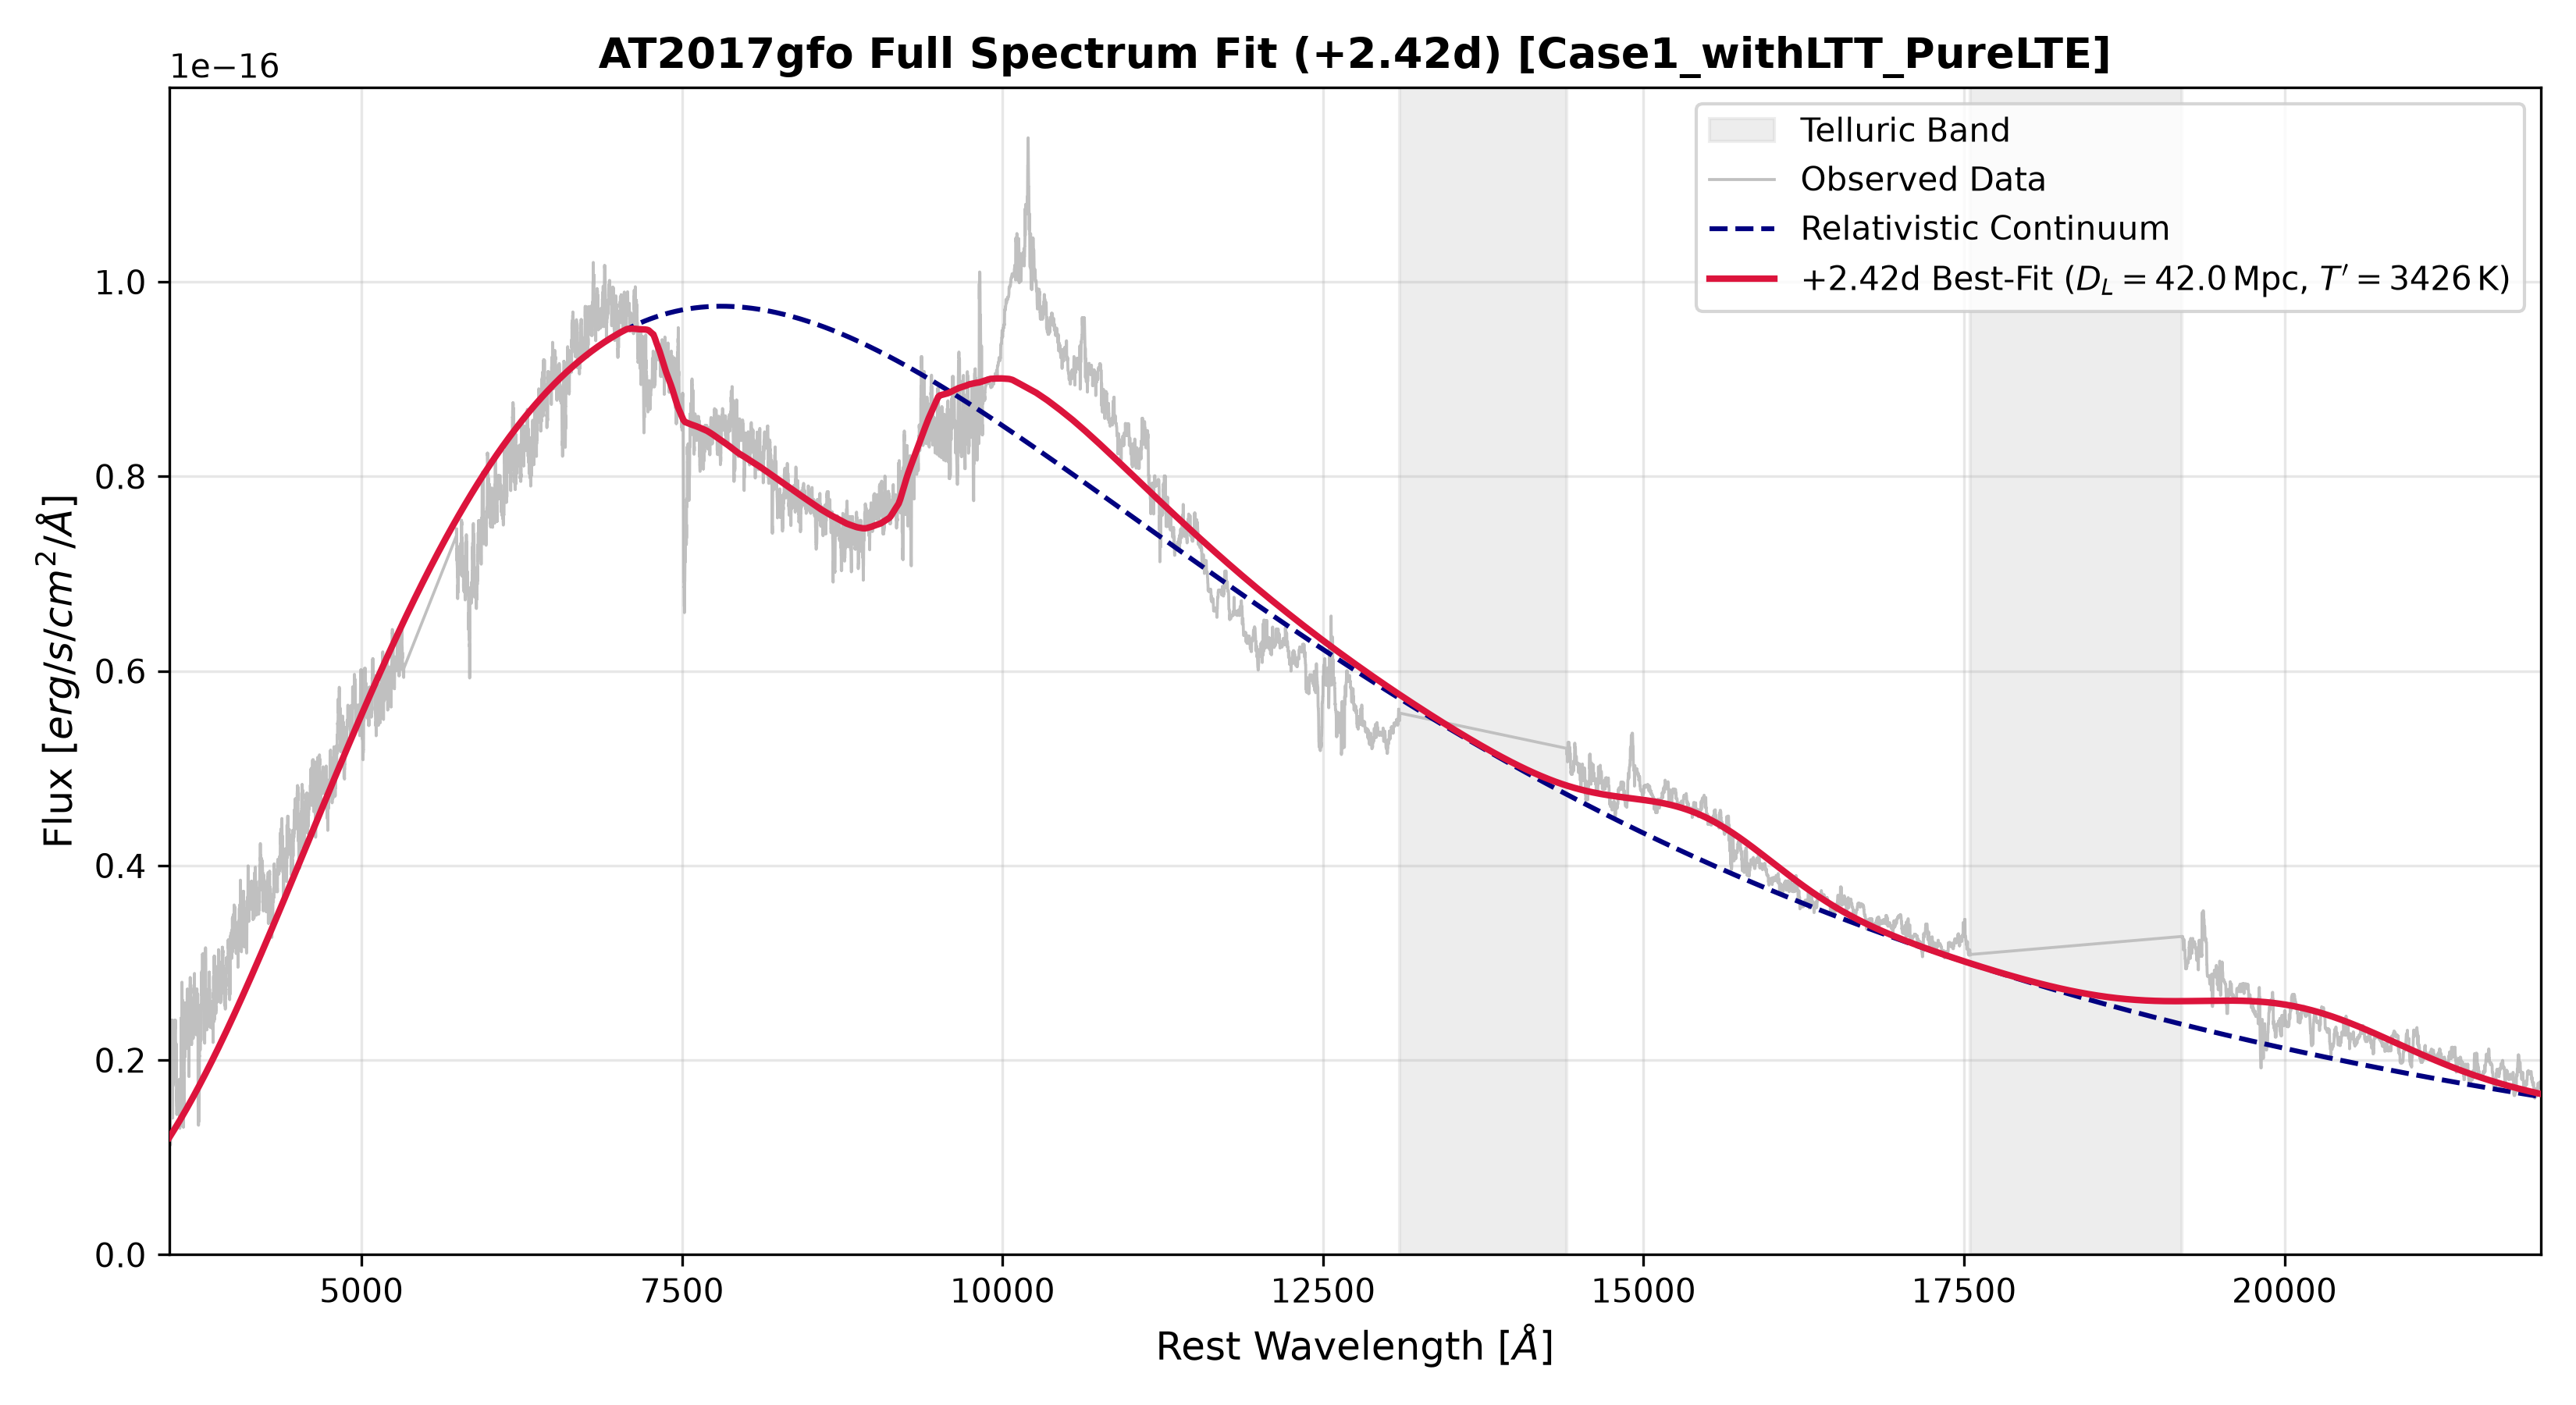 AT2017gfo Full Spectrum Fit (+2.42d) [Case1_withLTT_PureLTE]
1e−16
Telluric Band
Observed Data
Relativistic Continuum
+2.42d Best-Fit (D_L = 42.0 Mpc, T′ = 3426 K)
Flux [erg/s/cm²/Å]
1.0
0.8
0.6
0.4
0.2
0.0
5000 7500 10000 12500 15000 17500 20000
Rest Wavelength [Å]